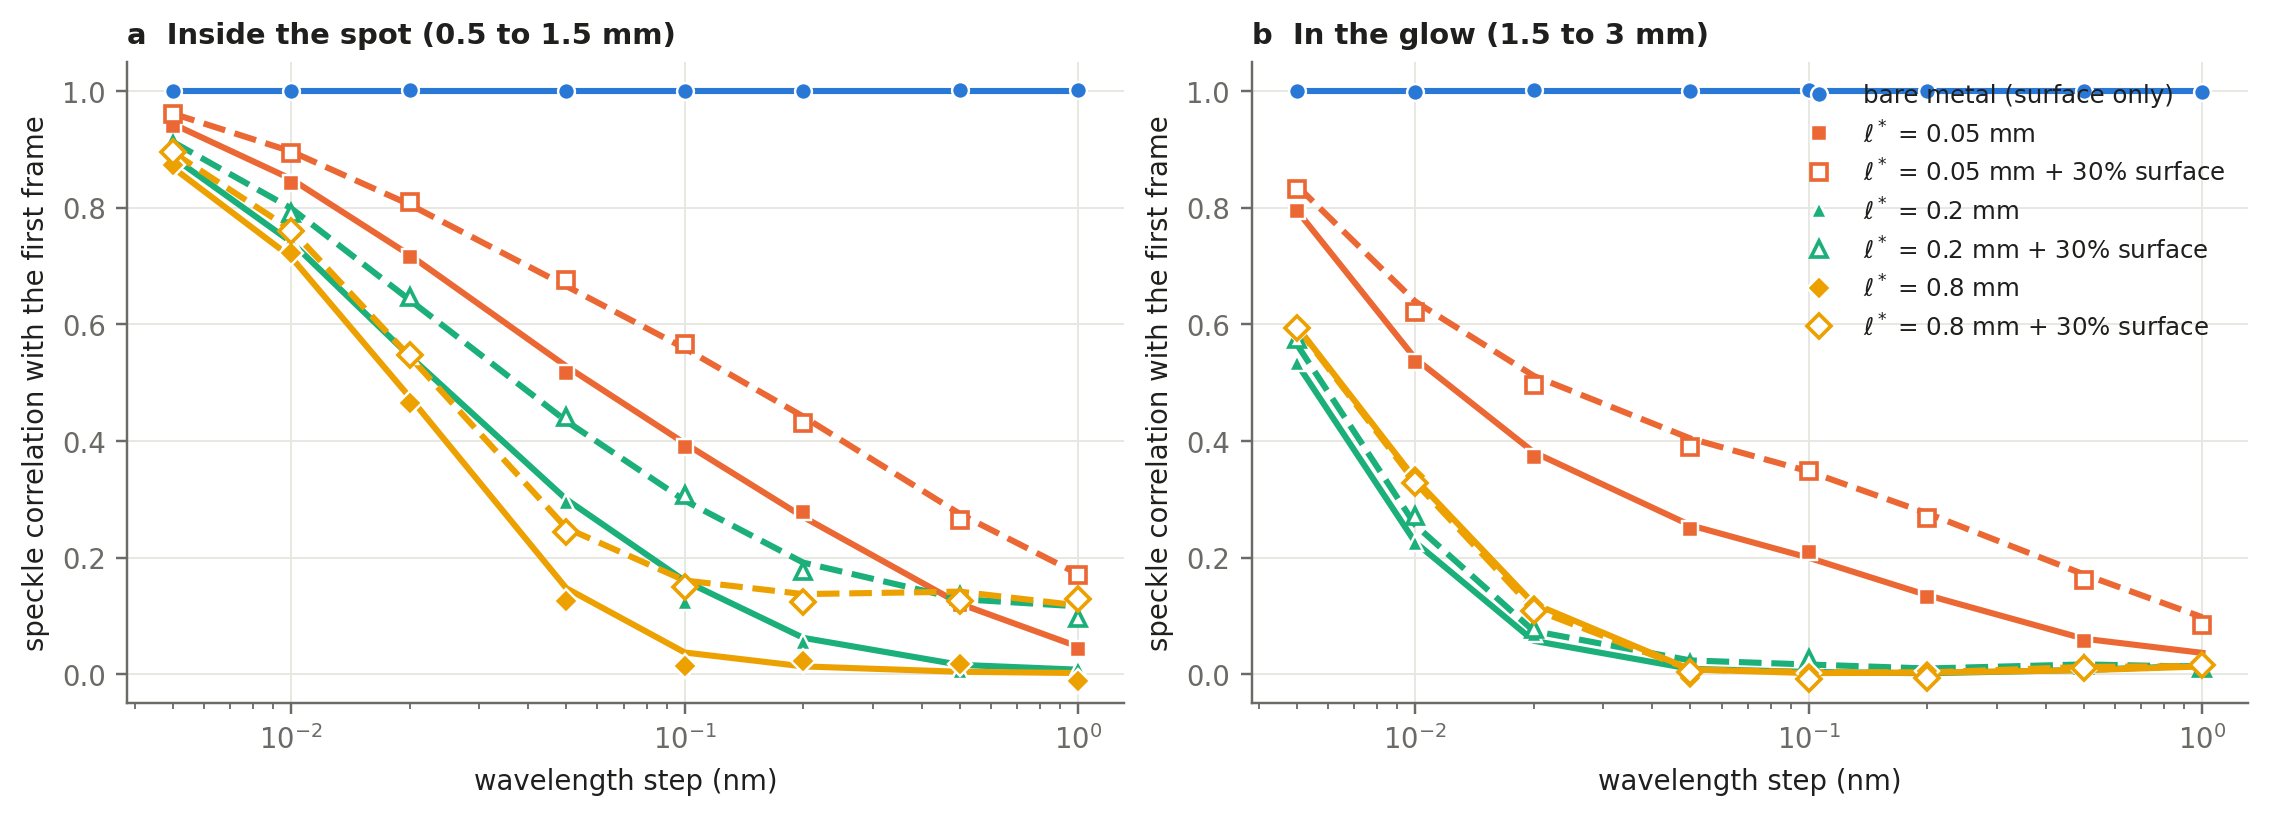 a Inside the spot (0.5 to 1.5 mm)
speckle correlation with the first frame
1.0
0.8
0.6
0.4
0.2
0.0
10⁻²
10⁻¹
10⁰
wavelength step (nm)
b In the glow (1.5 to 3 mm)
speckle correlation with the first frame
1.0
0.8
0.6
0.4
0.2
0.0
10⁻²
10⁻¹
10⁰
wavelength step (nm)
bare metal (surface only)
ℓ* = 0.05 mm
ℓ* = 0.05 mm + 30% surface
ℓ* = 0.2 mm
ℓ* = 0.2 mm + 30% surface
ℓ* = 0.8 mm
ℓ* = 0.8 mm + 30% surface